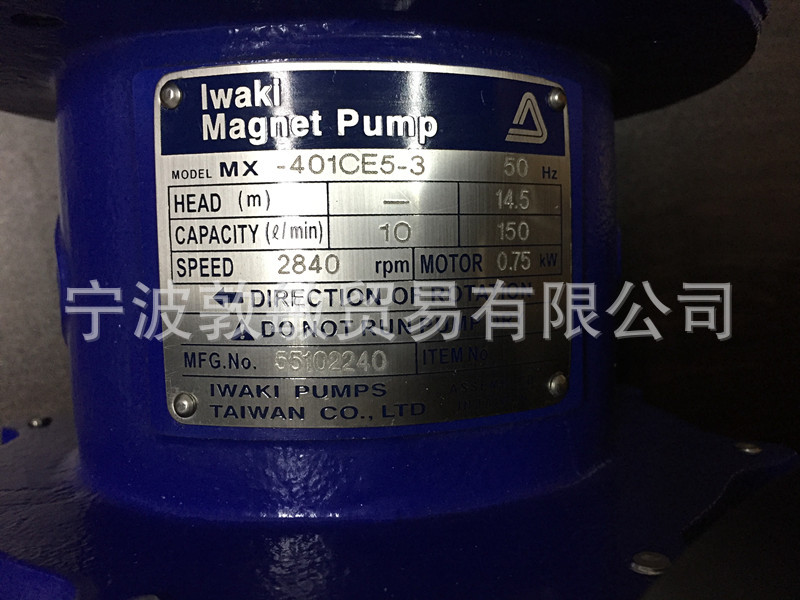 Iwaki
Magnet Pump
MODEL MX -401CE5-3 50 Hz
HEAD (m) — 14.5
CAPACITY (ℓ/min) 10 150
SPEED 2840 rpm MOTOR 0.75 kW
DIRECTION OF ROTATION
宁波敦敏贸易有限公司
DO NOT RUN
MFG.No. 55102240 ITEM No.
IWAKI PUMPS
TAIWAN CO., LTD